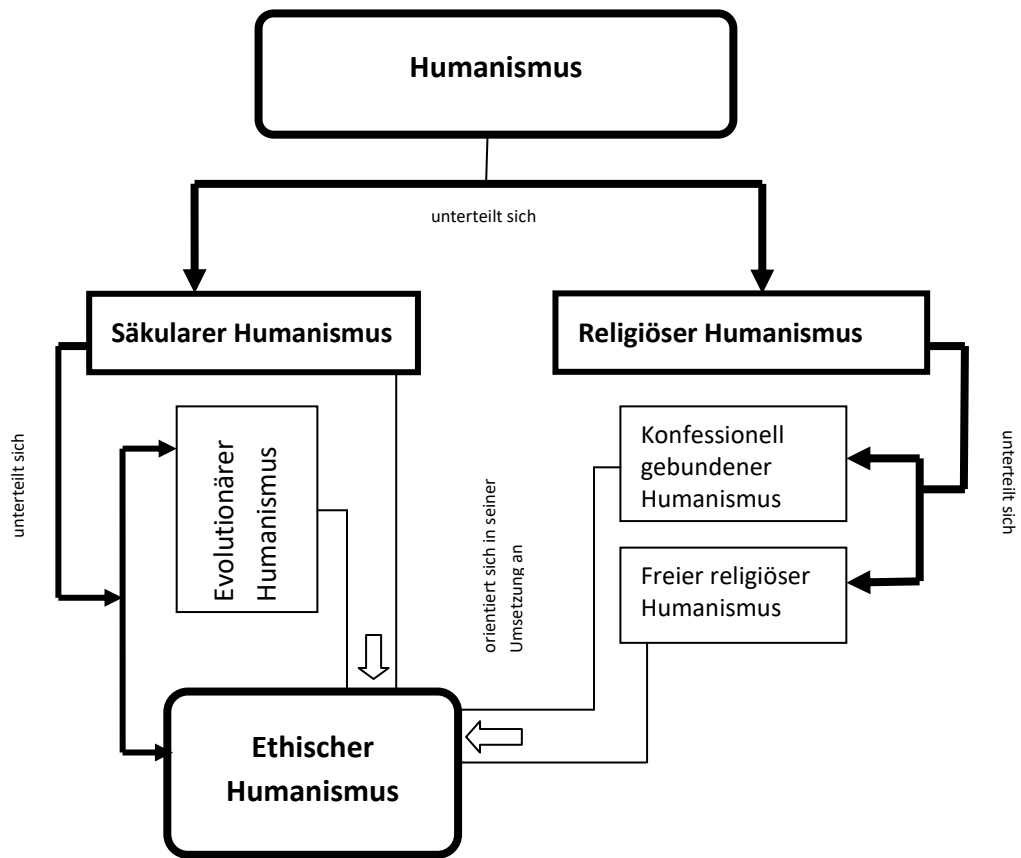 Humanismus
unterteilt sich
Säkularer Humanismus
Religiöser Humanismus
unterteilt sich
Evolutionärer
Humanismus
orientiert sich in seiner
Umsetzung an
Konfessionell
gebundener
Humanismus
unterteilt sich
Freier religiöser
Humanismus
Ethischer
Humanismus